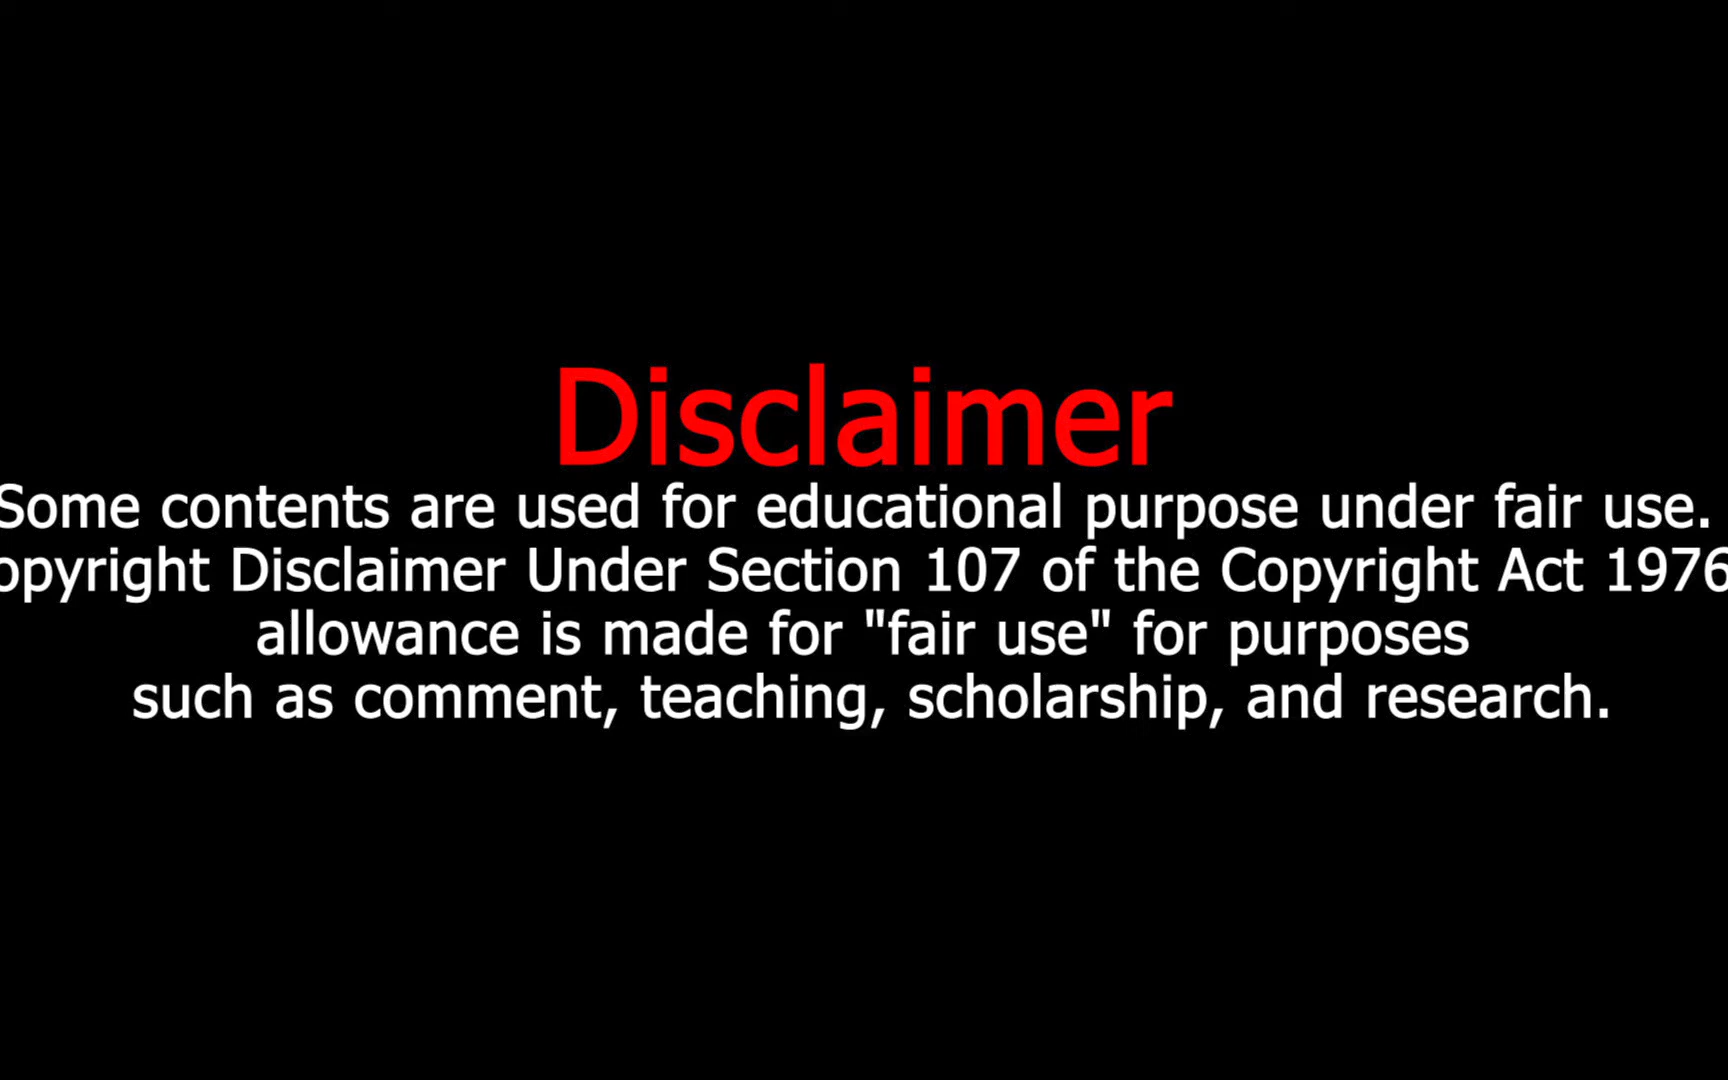 Disclaimer
Some contents are used for educational purpose under fair use.
opyright Disclaimer Under Section 107 of the Copyright Act 1976
allowance is made for "fair use" for purposes
such as comment, teaching, scholarship, and research.